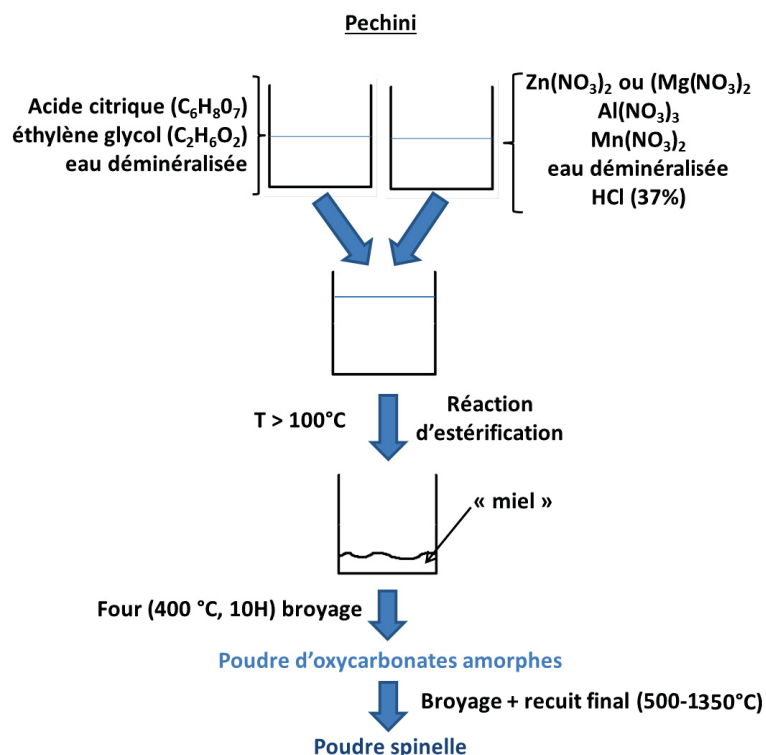 Pechini
Acide citrique (C₆H₈0₇)
éthylène glycol (C₂H₆O₂)
eau déminéralisée
Zn(NO₃)₂ ou (Mg(NO₃)₂
Al(NO₃)₃
Mn(NO₃)₂
eau déminéralisée
HCl (37%)
T > 100°C
Réaction
d'estérification
« miel »
Four (400 °C, 10H) broyage
Poudre d'oxycarbonates amorphes
Broyage + recuit final (500-1350°C)
Poudre spinelle